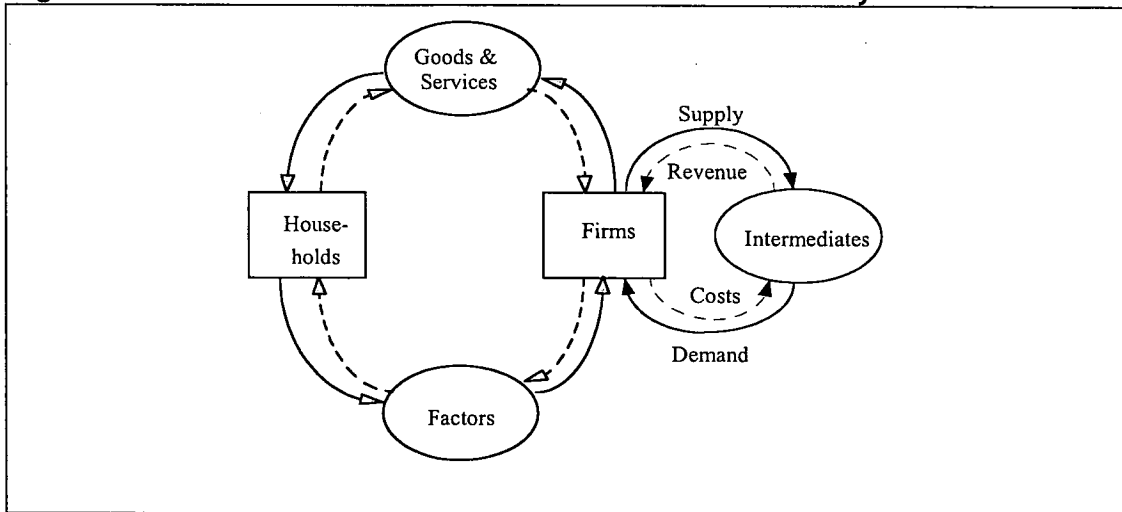 Goods &
Services
Supply
Revenue
House-
holds
Firms
Intermediates
Costs
Demand
Factors